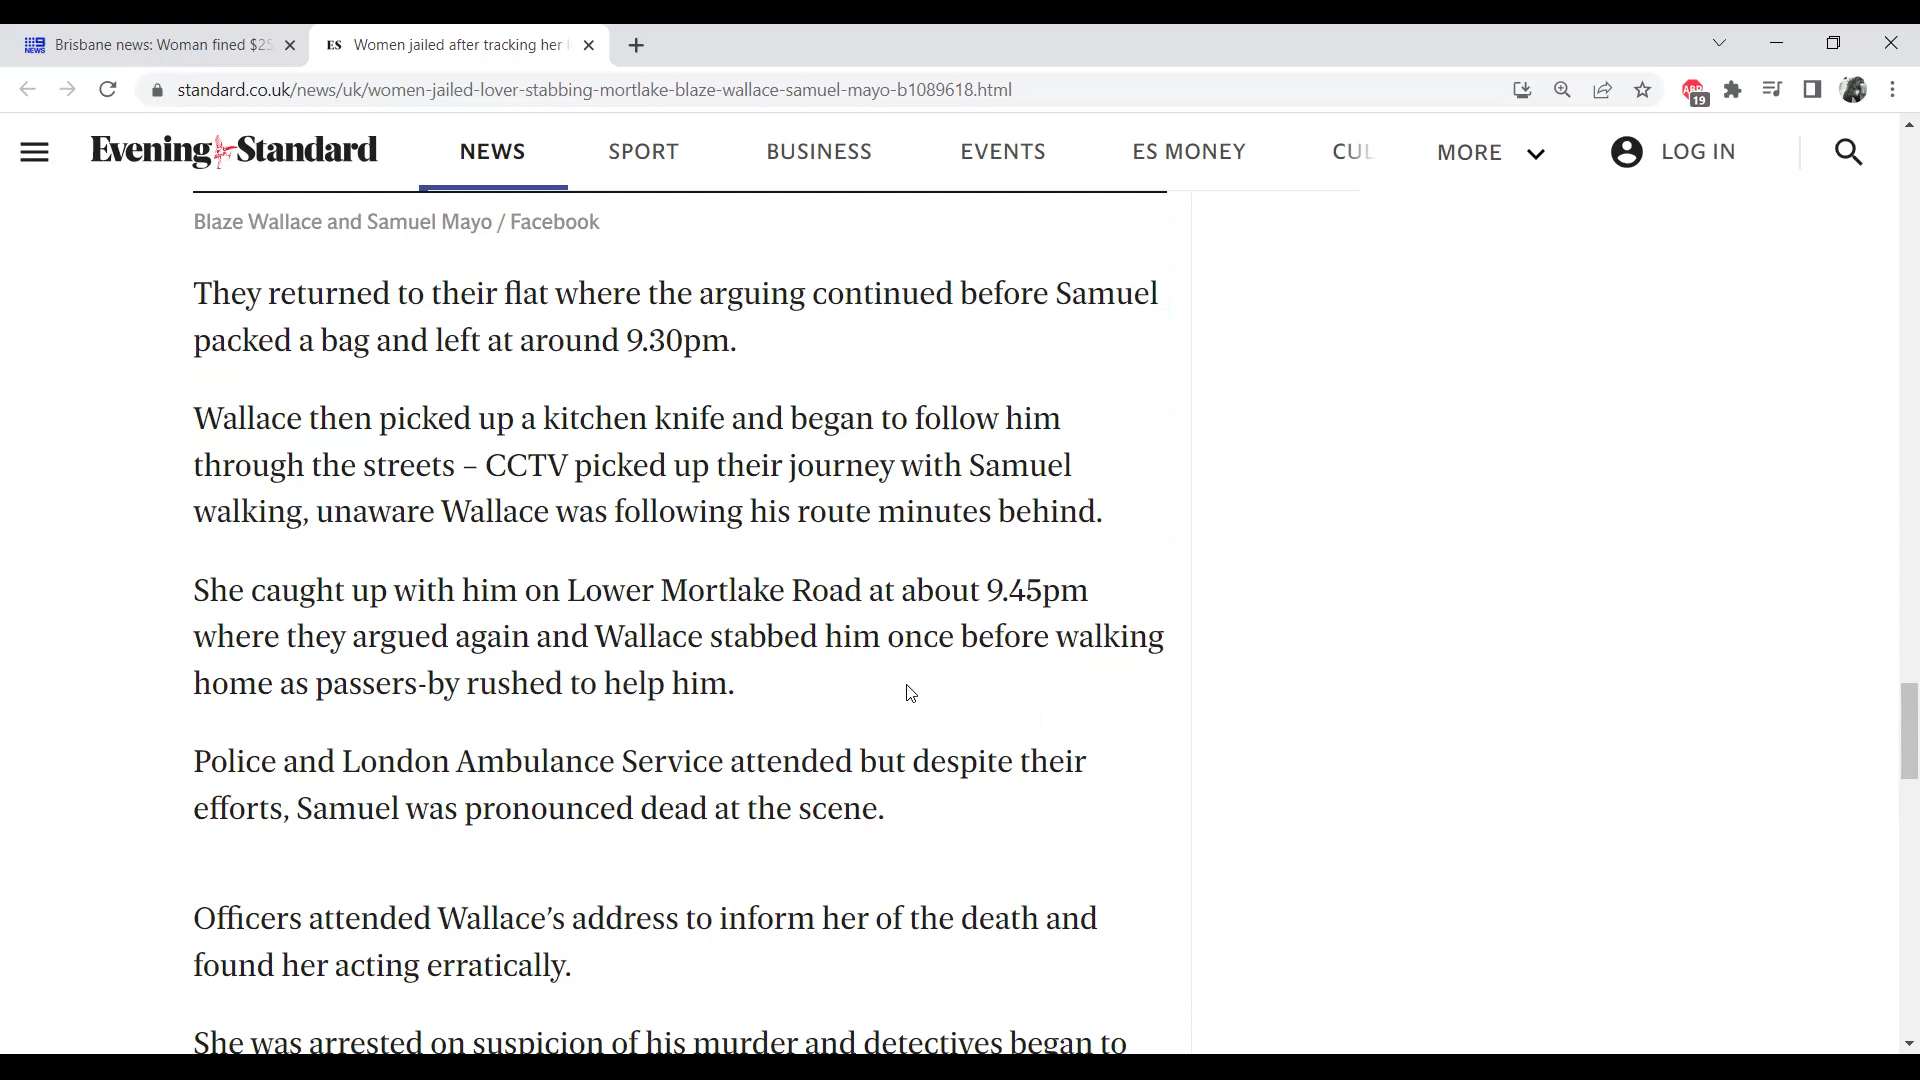 Brisbane news: Woman fined $25
ES Women jailed after tracking her
standard.co.uk/news/uk/women-jailed-lover-stabbing-mortlake-blaze-wallace-samuel-mayo-b1089618.html
ABP
19
Evening Standard
NEWS SPORT BUSINESS EVENTS ES MONEY CUL MORE LOG IN
Blaze Wallace and Samuel Mayo / Facebook
They returned to their flat where the arguing continued before Samuel
packed a bag and left at around 9.30pm.
Wallace then picked up a kitchen knife and began to follow him
through the streets – CCTV picked up their journey with Samuel
walking, unaware Wallace was following his route minutes behind.
She caught up with him on Lower Mortlake Road at about 9.45pm
where they argued again and Wallace stabbed him once before walking
home as passers-by rushed to help him.
Police and London Ambulance Service attended but despite their
efforts, Samuel was pronounced dead at the scene.
Officers attended Wallace’s address to inform her of the death and
found her acting erratically.
She was arrested on suspicion of his murder and detectives began to